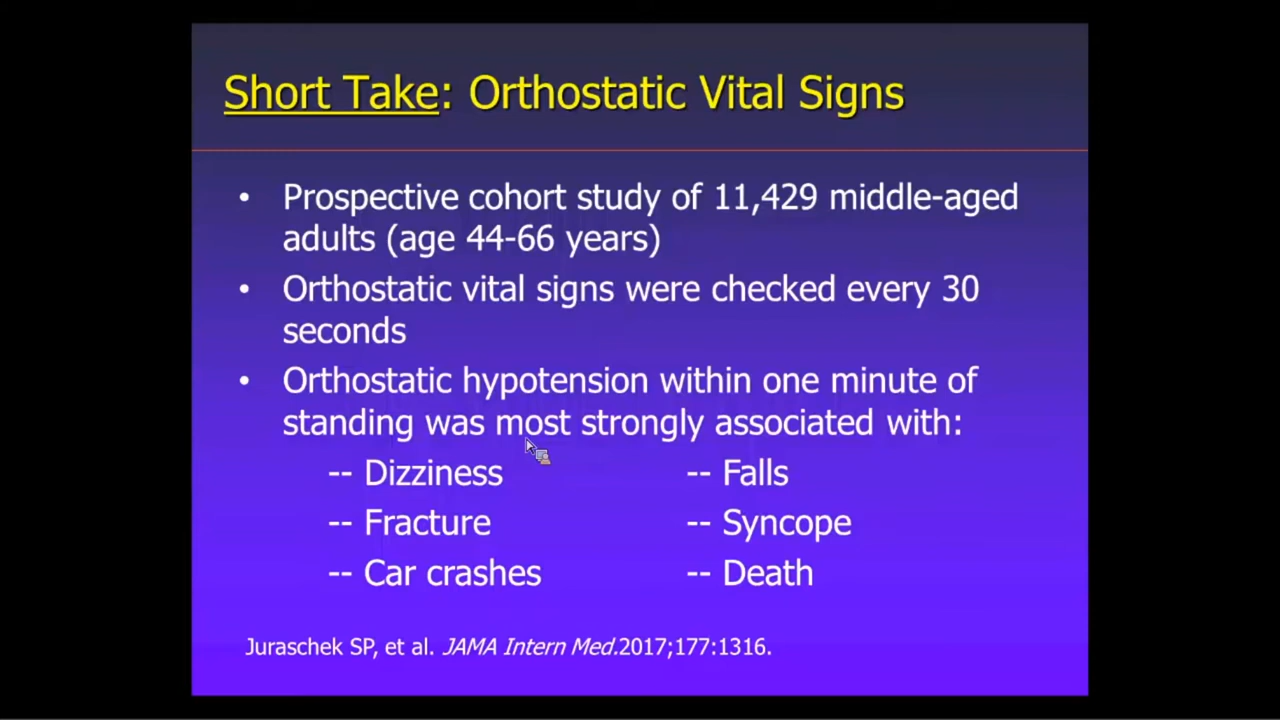 Short Take: Orthostatic Vital Signs
• Prospective cohort study of 11,429 middle-aged
adults (age 44-66 years)
• Orthostatic vital signs were checked every 30
seconds
• Orthostatic hypotension within one minute of
standing was most strongly associated with:
-- Dizziness -- Falls
-- Fracture -- Syncope
-- Car crashes -- Death
Juraschek SP, et al. JAMA Intern Med.2017;177:1316.